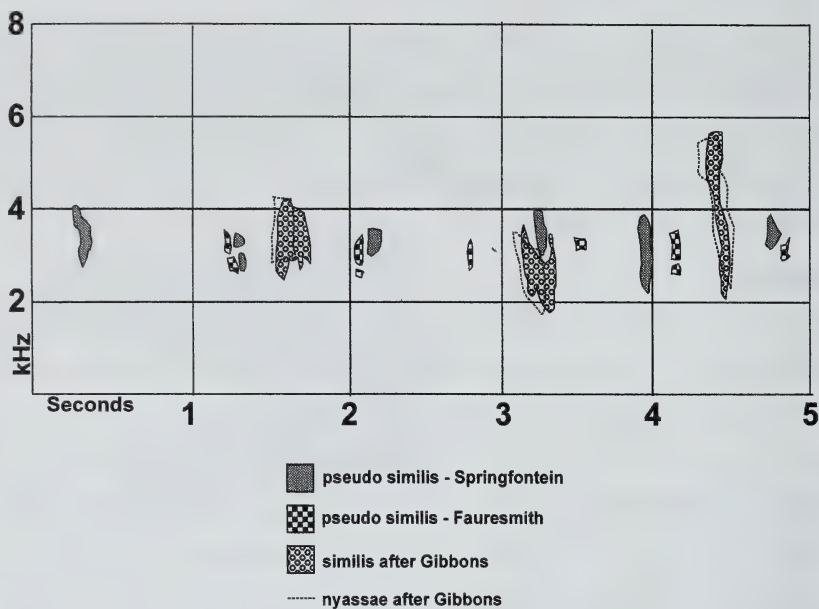 8
6
4
2
kHz
Seconds 1 2 3 4 5
pseudo similis - Springfontein
pseudo similis - Fauresmith
similis after Gibbons
nyassae after Gibbons